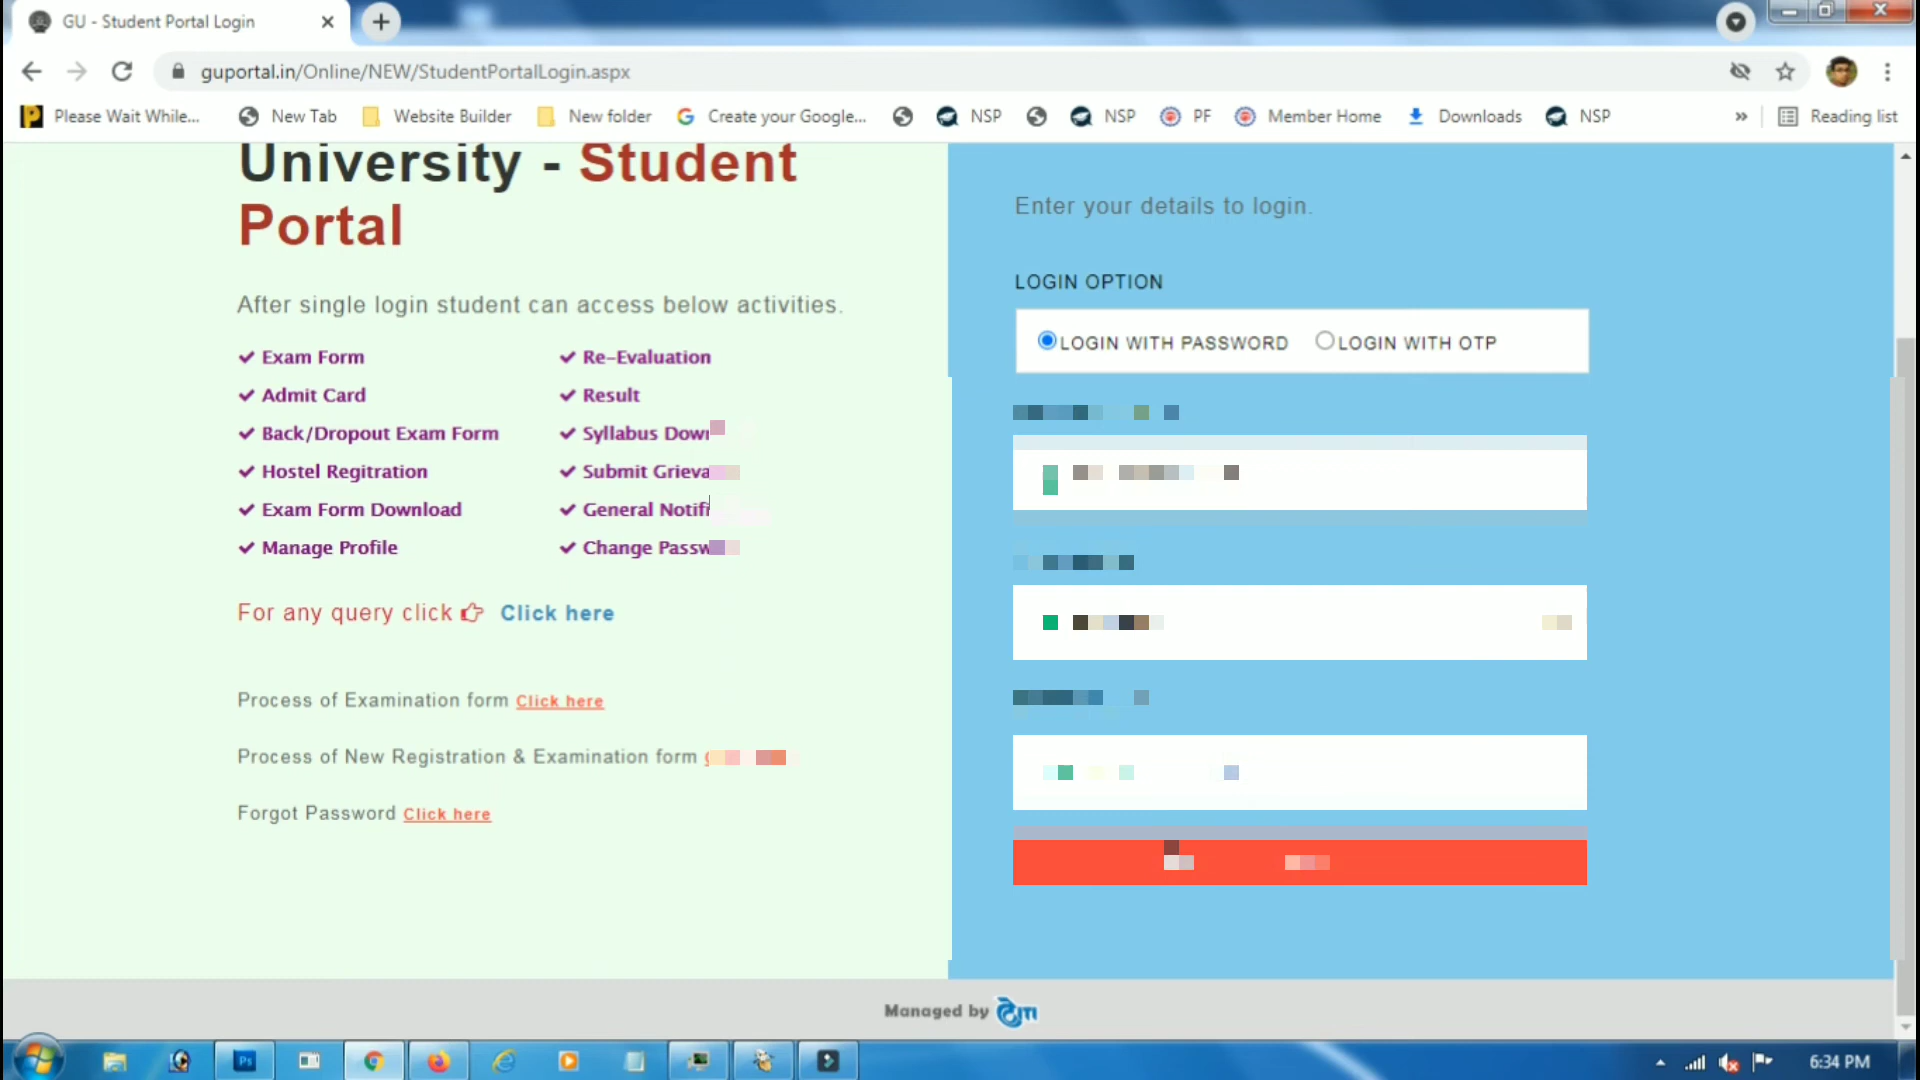 GU - Student Portal Login
guportal.in/Online/NEW/StudentPortalLogin.aspx
Please Wait While... New Tab Website Builder New folder Create your Google... NSP NSP PF Member Home Downloads NSP » Reading list
University - Student
Portal
After single login student can access below activities.
Exam Form Re-Evaluation
Admit Card Result
Back/Dropout Exam Form Syllabus
Hostel Regitration Submit
Exam Form Download General
Manage Profile Change
For any query click Click here
Process of Examination form Click here
Process of New Registration & Examination form
Forgot Password Click here
Enter your details to login.
LOGIN OPTION
LOGIN WITH PASSWORD LOGIN WITH OTP
Managed by
Ps
6:34 PM